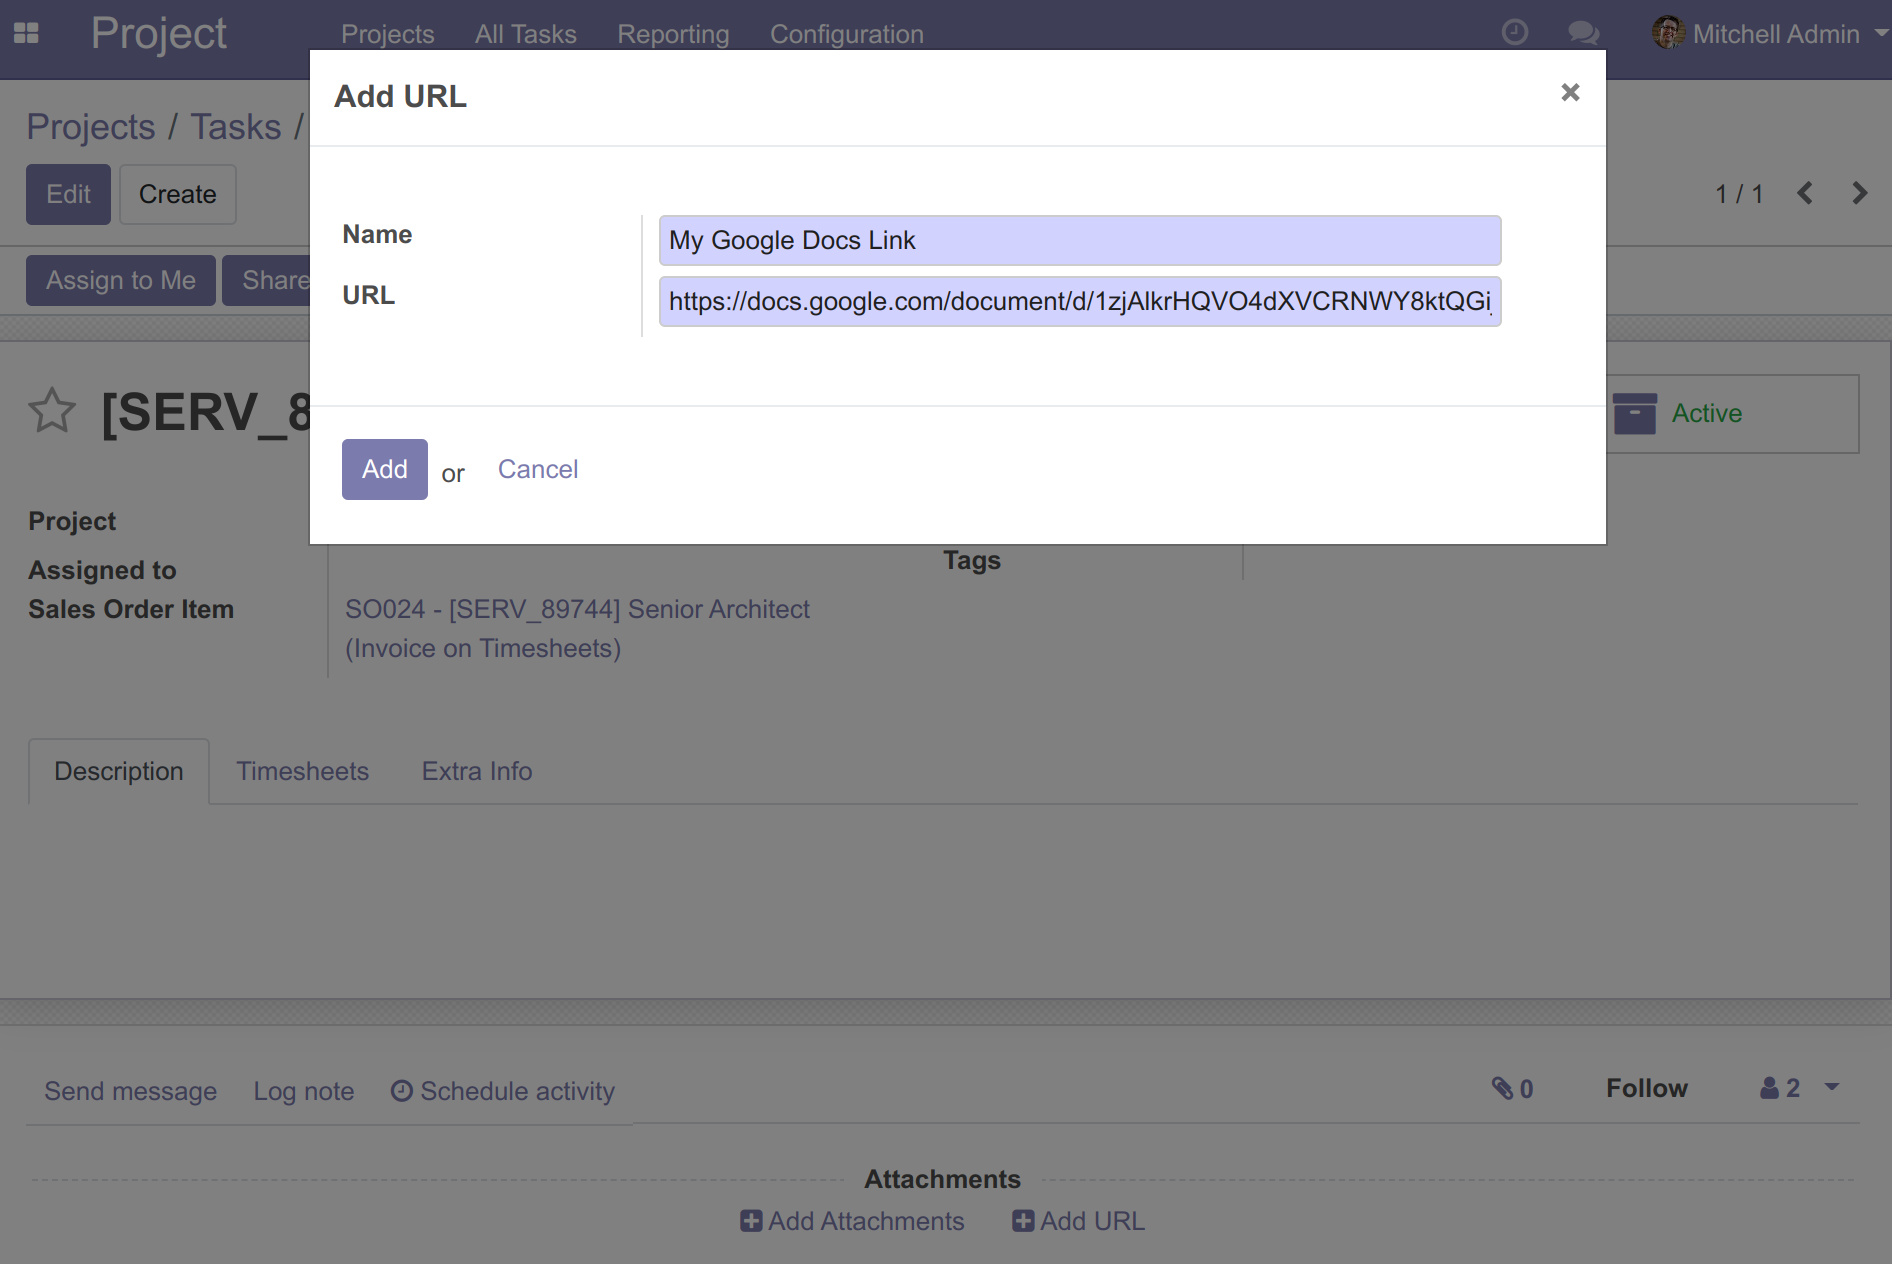 Project
Projects
All Tasks
Reporting
Configuration
Mitchell Admin
Add URL
Projects / Tasks /
Edit
Create
1 / 1
Name
My Google Docs Link
Assign to Me
Share
URL
https://docs.google.com/document/d/1zjAlkrHQVO4dXVCRNWY8ktQGi
[SERV_8
Active
Add or Cancel
Project
Assigned to
Tags
Sales Order Item
SO024 - [SERV_89744] Senior Architect
(Invoice on Timesheets)
Description
Timesheets
Extra Info
Send message
Log note
Schedule activity
0
Follow
2
Attachments
Add Attachments
Add URL